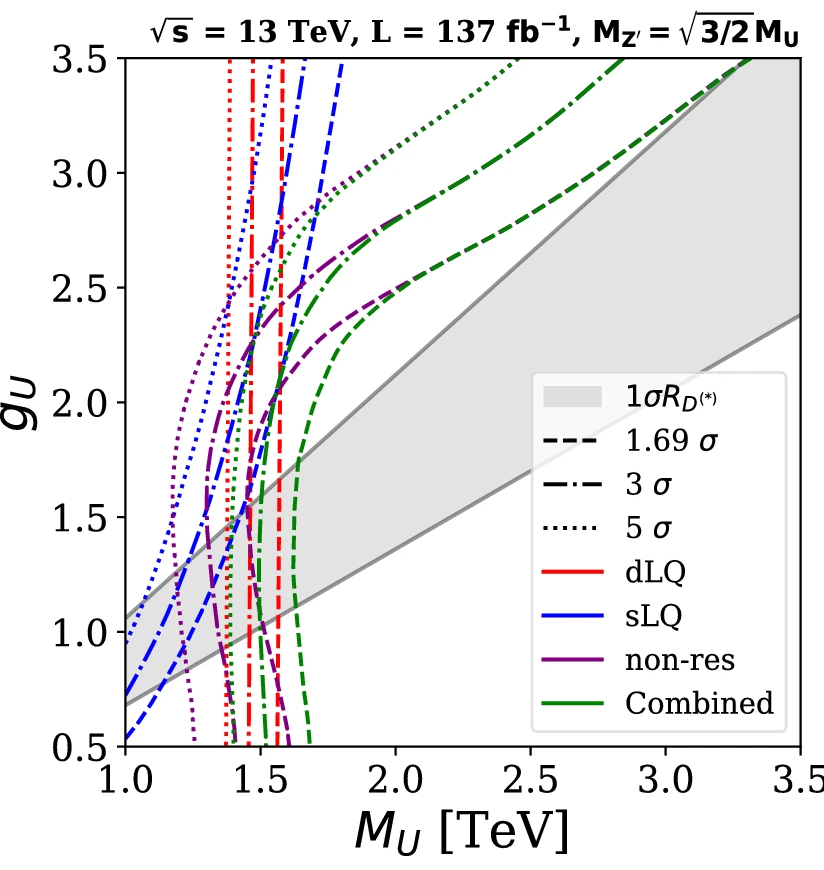 √s = 13 TeV, L = 137 fb⁻¹, M_Z′ = √3/2 M_U
3.5
3.0
2.5
2.0
1.5
1.0
0.5
g_U
1σR_D(*)
1.69 σ
3 σ
5 σ
dLQ
sLQ
non-res
Combined
1.0 1.5 2.0 2.5 3.0 3.5
M_U [TeV]